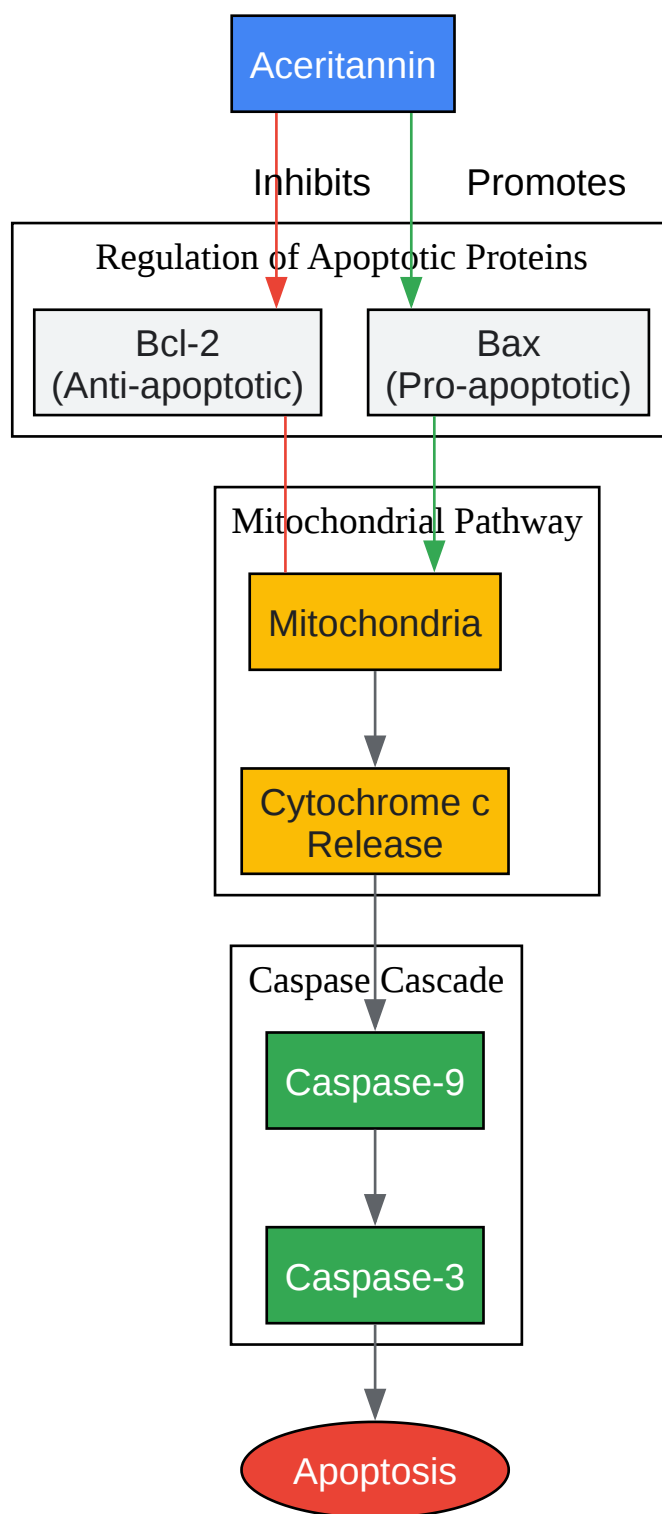 Aceritannin
Inhibits
Promotes
Regulation of Apoptotic Proteins
Bcl-2
(Anti-apoptotic)
Bax
(Pro-apoptotic)
Mitochondrial Pathway
Mitochondria
Cytochrome c
Release
Caspase Cascade
Caspase-9
Caspase-3
Apoptosis